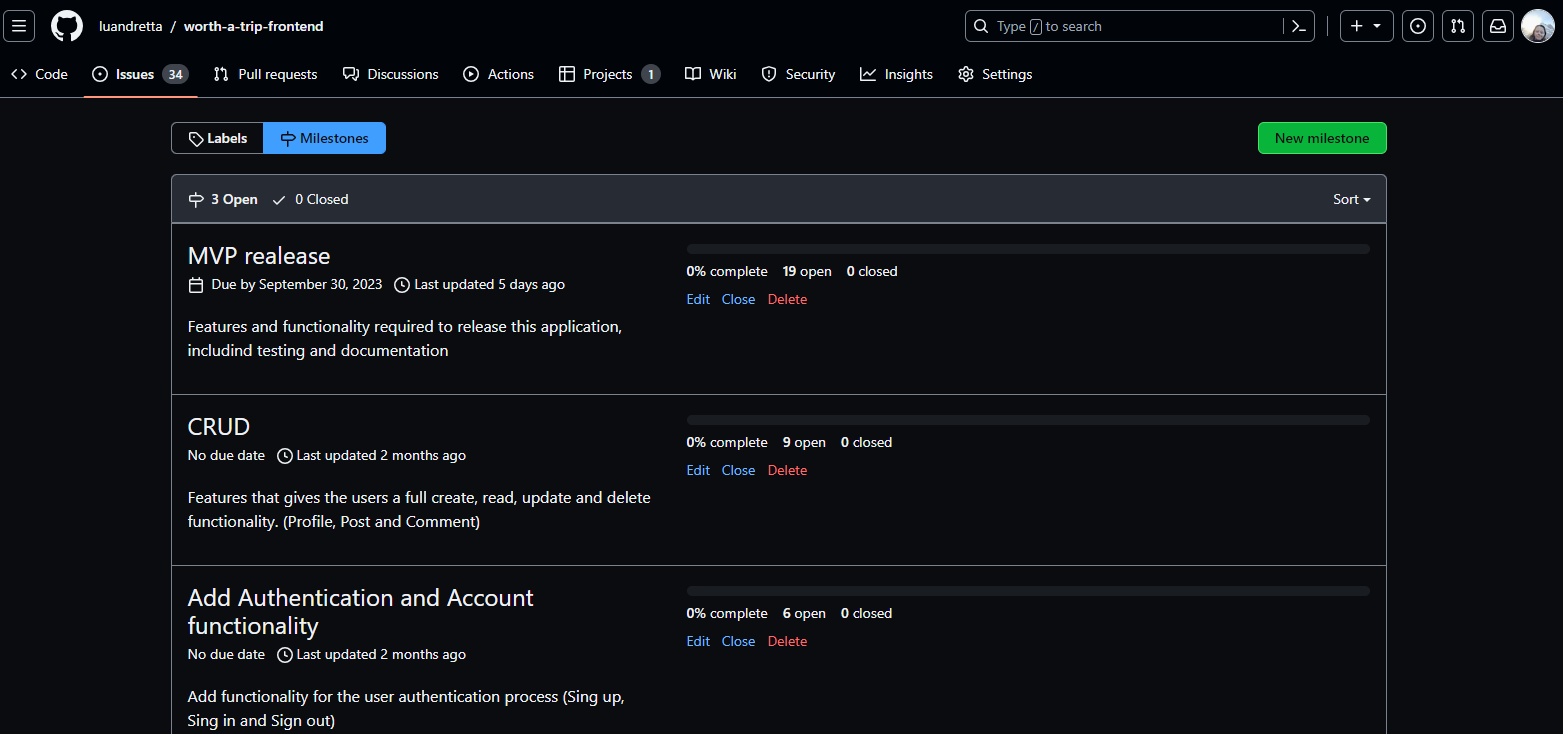 luandretta / worth-a-trip-frontend
Type / to search
Code
Issues 34
Pull requests
Discussions
Actions
Projects 1
Wiki
Security
Insights
Settings
Labels
Milestones
New milestone
3 Open
0 Closed
Sort
MVP realease
Due by September 30, 2023 Last updated 5 days ago
Features and functionality required to release this application,
includind testing and documentation
0% complete 19 open 0 closed
Edit Close Delete
CRUD
No due date Last updated 2 months ago
Features that gives the users a full create, read, update and delete
functionality. (Profile, Post and Comment)
0% complete 9 open 0 closed
Edit Close Delete
Add Authentication and Account
functionality
No due date Last updated 2 months ago
Add functionality for the user authentication process (Sing up,
Sing in and Sign out)
0% complete 6 open 0 closed
Edit Close Delete